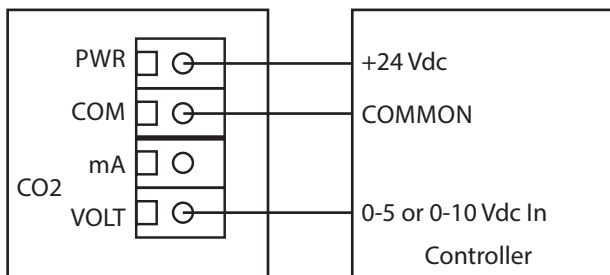 PWR
+24 Vdc
COM
COMMON
mA
CO2
VOLT
0-5 or 0-10 Vdc In
Controller